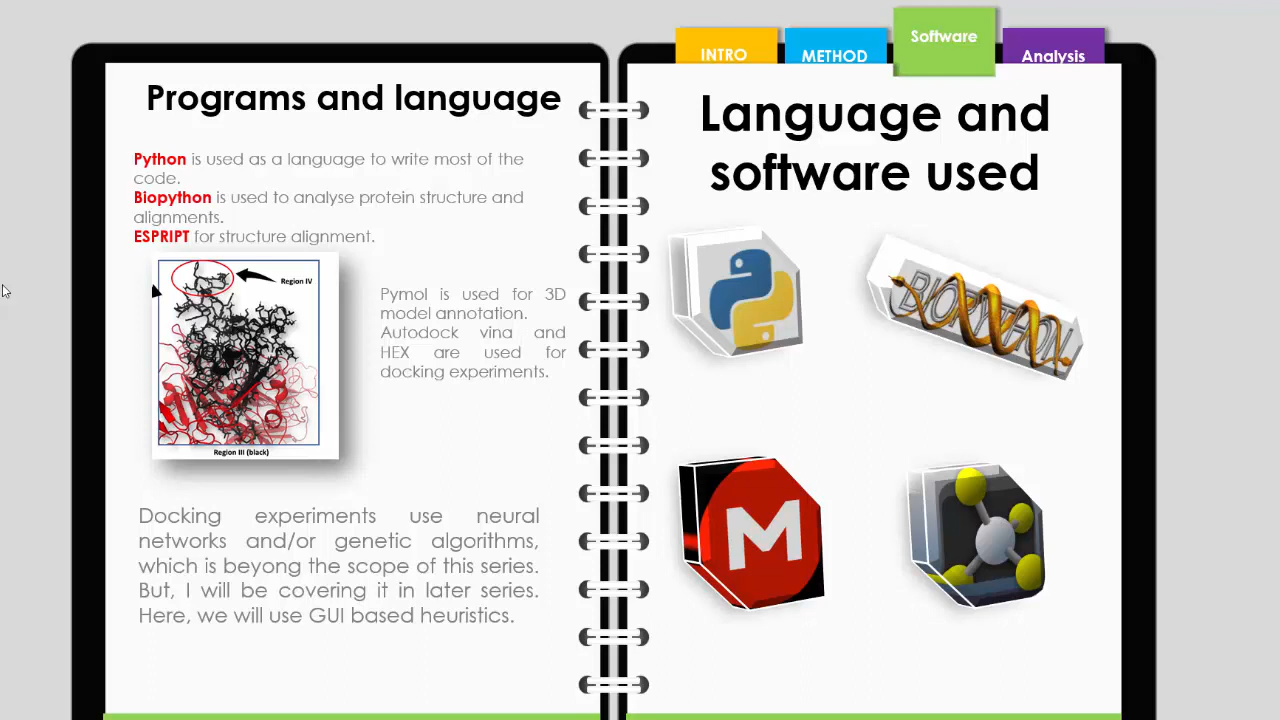 INTRO
METHOD
Software
Analysis
Programs and language
Python is used as a language to write most of the
code.
Biopython is used to analyse protein structure and
alignments.
ESPRIPT for structure alignment.
Region IV
Region III (black)
Pymol is used for 3D
model annotation.
Autodock vina and
HEX are used for
docking experiments.
Docking experiments use neural
networks and/or genetic algorithms,
which is beyong the scope of this series.
But, I will be covering it in later series.
Here, we will use GUI based heuristics.
Language and
software used
BIOPYTHON
M